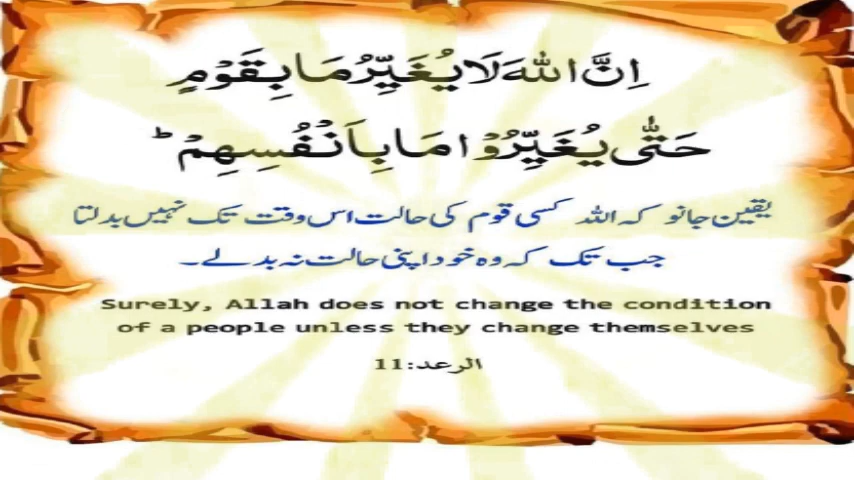 اِنَّ اللّٰهَ لَا يُغَيِّرُ مَا بِقَوْمٍ
حَتّٰى يُغَيِّرُوْا مَا بِاَنْفُسِهِمْ ؕ
یقین جانو کہ اللہ کسی قوم کی حالت اس وقت تک نہیں بدلتا
جب تک کہ وہ خود اپنی حالت نہ بدلے۔
Surely, Allah does not change the condition
of a people unless they change themselves
الرعد:11